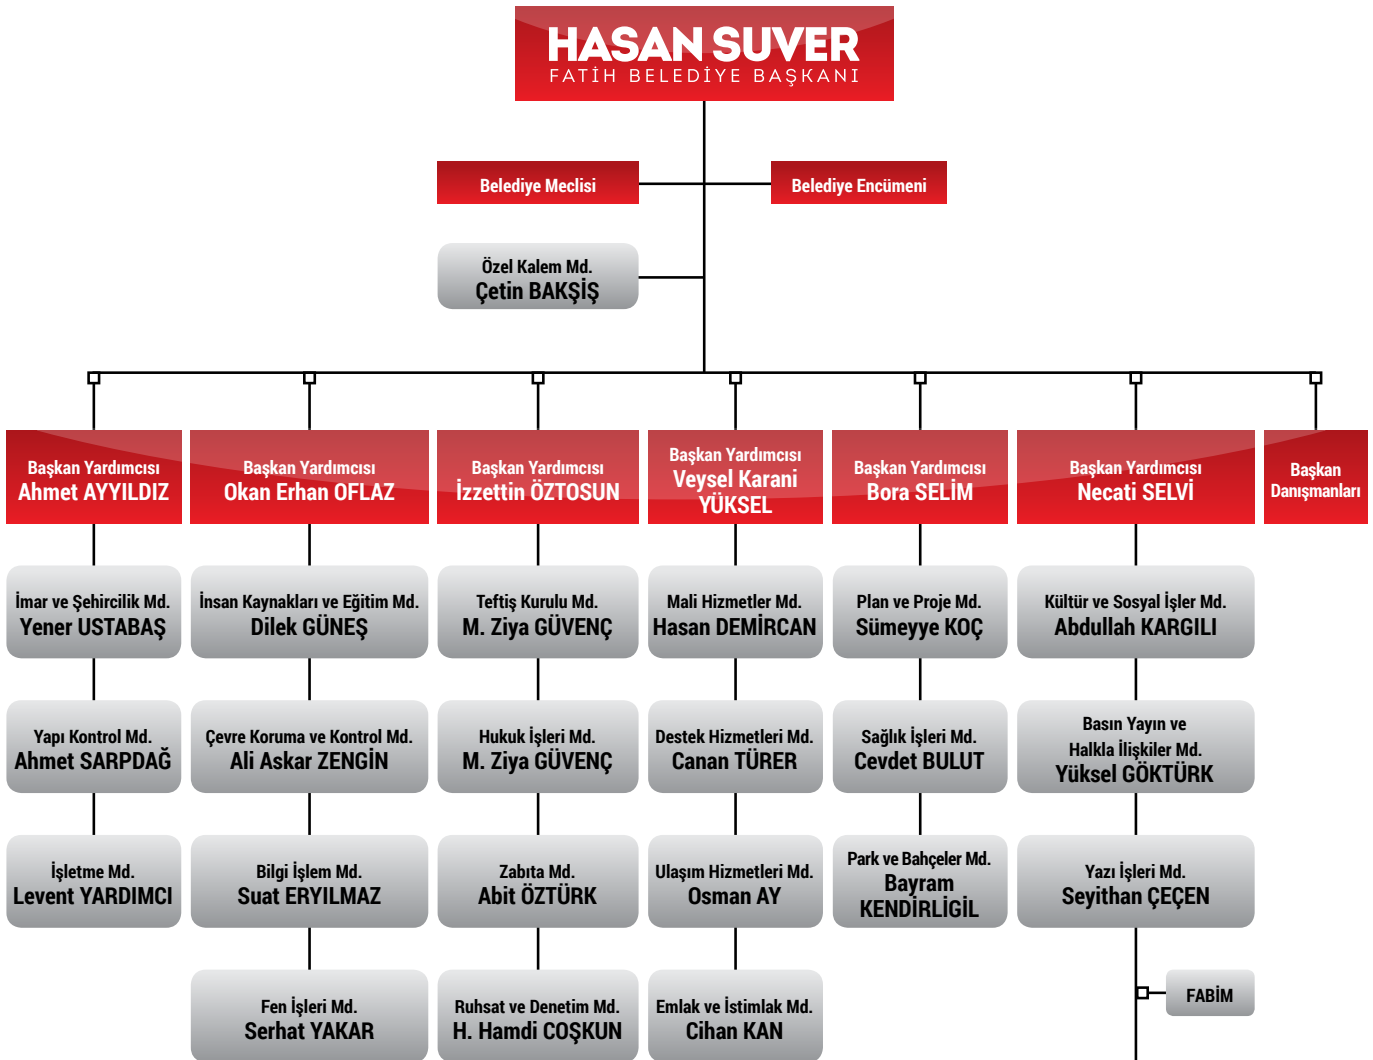 HASAN SUVER
FATİH BELEDİYE BAŞKANI
Belediye Meclisi
Belediye Encümeni
Özel Kalem Md.
Çetin BAKŞİŞ
Başkan Yardımcısı
Ahmet AYYILDIZ
Başkan Yardımcısı
Okan Erhan OFLAZ
Başkan Yardımcısı
İzzettin ÖZTOSUN
Başkan Yardımcısı
Veysel Karani
YÜKSEL
Başkan Yardımcısı
Bora SELİM
Başkan Yardımcısı
Necati SELVİ
Başkan
Danışmanları
İmar ve Şehircilik Md.
Yener USTABAŞ
İnsan Kaynakları ve Eğitim Md.
Dilek GÜNEŞ
Teftiş Kurulu Md.
M. Ziya GÜVENÇ
Mali Hizmetler Md.
Hasan DEMİRCAN
Plan ve Proje Md.
Sümeyye KOÇ
Kültür ve Sosyal İşler Md.
Abdullah KARGILI
Yapı Kontrol Md.
Ahmet SARPDAĞ
Çevre Koruma ve Kontrol Md.
Ali Askar ZENGİN
Hukuk İşleri Md.
M. Ziya GÜVENÇ
Destek Hizmetleri Md.
Canan TÜRER
Sağlık İşleri Md.
Cevdet BULUT
Basın Yayın ve
Halkla İlişkiler Md.
Yüksel GÖKTÜRK
İşletme Md.
Levent YARDIMCI
Bilgi İşlem Md.
Suat ERYILMAZ
Zabıta Md.
Abit ÖZTÜRK
Ulaşım Hizmetleri Md.
Osman AY
Park ve Bahçeler Md.
Bayram
KENDİRLİGİL
Yazı İşleri Md.
Seyithan ÇEÇEN
Fen İşleri Md.
Serhat YAKAR
Ruhsat ve Denetim Md.
H. Hamdi COŞKUN
Emlak ve İstimlak Md.
Cihan KAN
FABİM